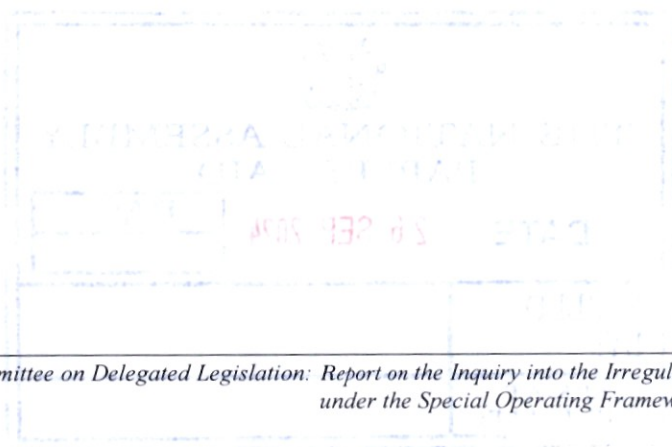 NATIONAL ASSEMBLY
DATE 26 SEP 2024
mittee on Delegated Legislation: Report on the Inquiry into the Irregul
under the Special Operating Framew